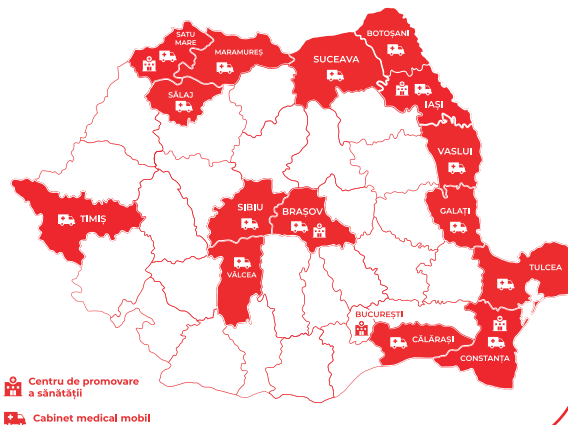 SATU
MARE
MARAMUREȘ
BOTOȘANI
SUCEAVA
SĂLAJ
IAȘI
VASLUI
TIMIȘ
SIBIU
BRAȘOV
GALAȚI
VÂLCEA
TULCEA
BUCUREȘTI
CĂLĂRAȘI
CONSTANȚA
Centru de promovare
a sănătății
Cabinet medical mobil